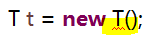 T t = new T();